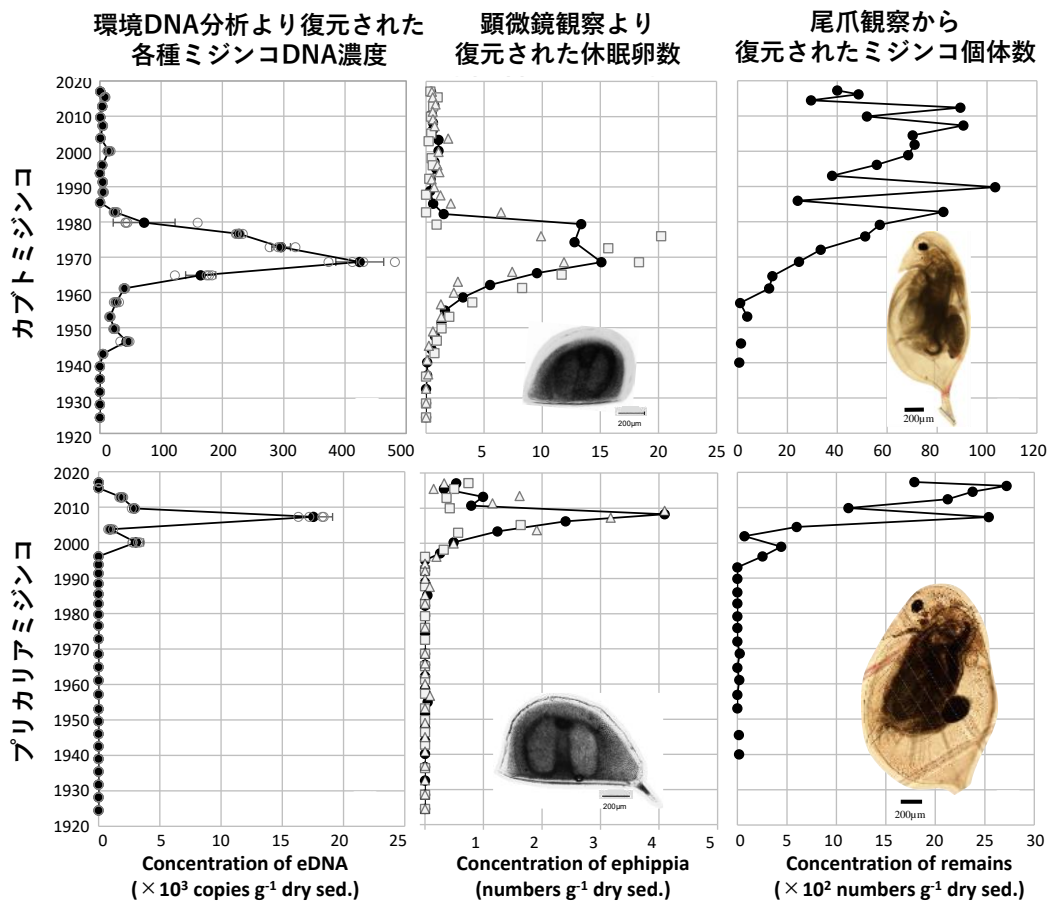 環境DNA分析より復元された
各種ミジンコDNA濃度
顕微鏡観察より
復元された休眠卵数
尾爪観察から
復元されたミジンコ個体数
カブトミジンコ
2020
2010
2000
1990
1980
1970
1960
1950
1940
1930
1920
0 100 200 300 400 500
200μm
0 5 10 15 20 25
200μm
0 20 40 60 80 100 120
プリカリアミジンコ
2020
2010
2000
1990
1980
1970
1960
1950
1940
1930
1920
0 5 10 15 20 25
200μm
0 1 2 3 4 5
200μm
0 5 10 15 20 25 30
Concentration of eDNA
(×10³ copies g⁻¹ dry sed.)
Concentration of ephippia
(numbers g⁻¹ dry sed.)
Concentration of remains
(×10² numbers g⁻¹ dry sed.)